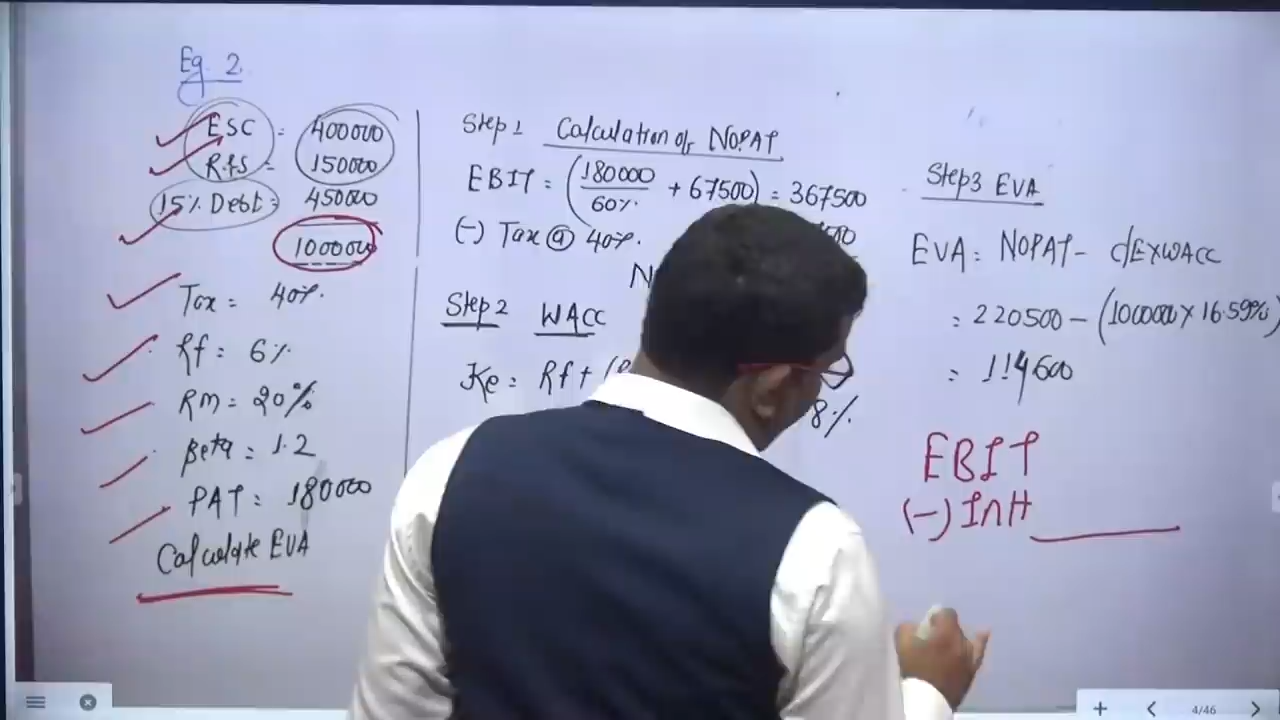 Eg. 2
ESC = 400000
R&S = 150000
15% Debt = 450000
1000000
Tax = 40%.
Rf = 6%
Rm = 20%
Beta = 1.2
PAT = 180000
Calculate EVA
Step 1 Calculation of NOPAT
EBIT = (180000 / 60% + 67500) = 367500
(-) Tax @ 40%.
Step 2 WACC
Ke = Rf + (
8%
Step 3 EVA
EVA = NOPAT - C/E x WACC
= 220500 - (1000000 x 16.59%)
= 114600
EBIT
(-) Int
4/46